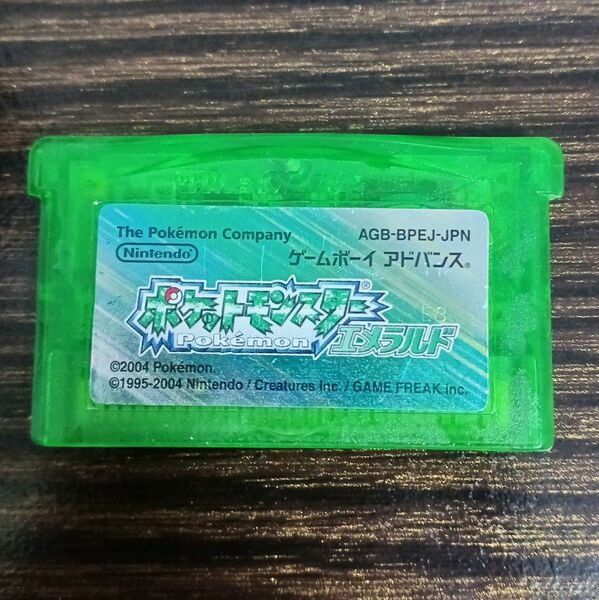 The Pokémon Company AGB-BPEJ-JPN
Nintendo® ゲームボーイ アドバンス®
ポケットモンスター®
Pokémon エメラルド
©2004 Pokémon.
©1995-2004 Nintendo / Creatures inc. / GAME FREAK inc.